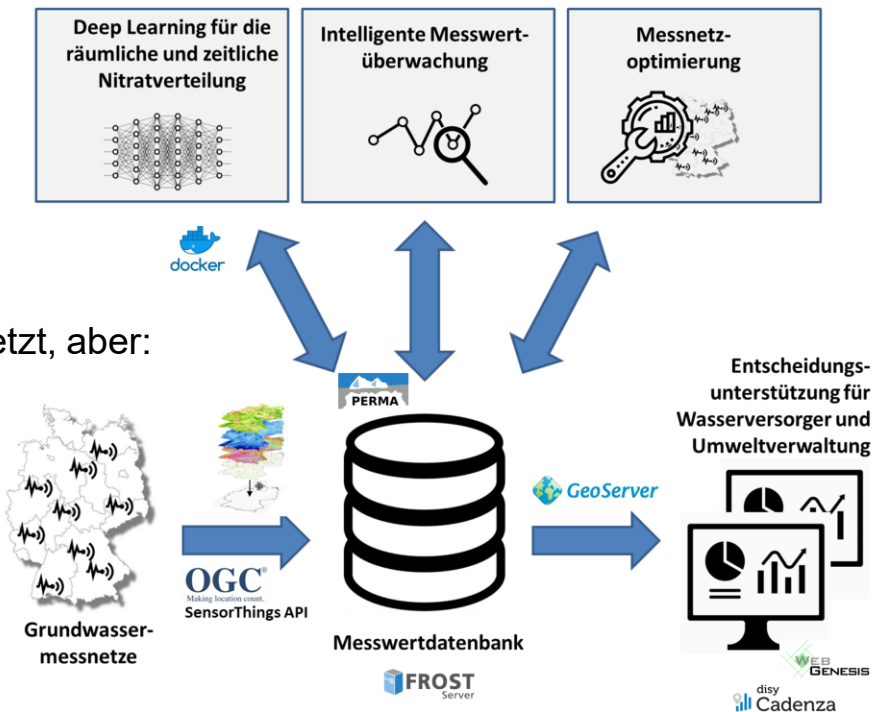 Deep Learning für die
räumliche und zeitliche
Nitratverteilung
Intelligente Messwert-
überwachung
Messnetz-
optimierung
docker
etzt, aber:
PERMA
Entscheidungs-
unterstützung für
Wasserversorger und
Umweltverwaltung
GeoServer
OGC®
Making location count.
SensorThings API
Grundwasser-
messnetze
Messwertdatenbank
FROST
Server
WEB
GENESIS
disy
Cadenza